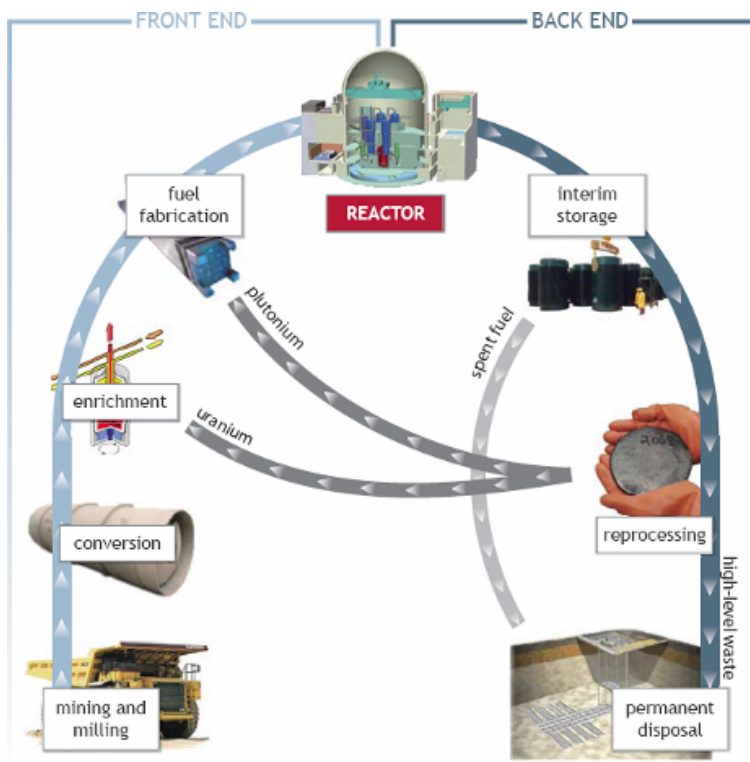 FRONT END
BACK END
fuel
fabrication
REACTOR
interim
storage
plutonium
spent fuel
enrichment
uranium
conversion
reprocessing
high-level waste
mining and
milling
permanent
disposal